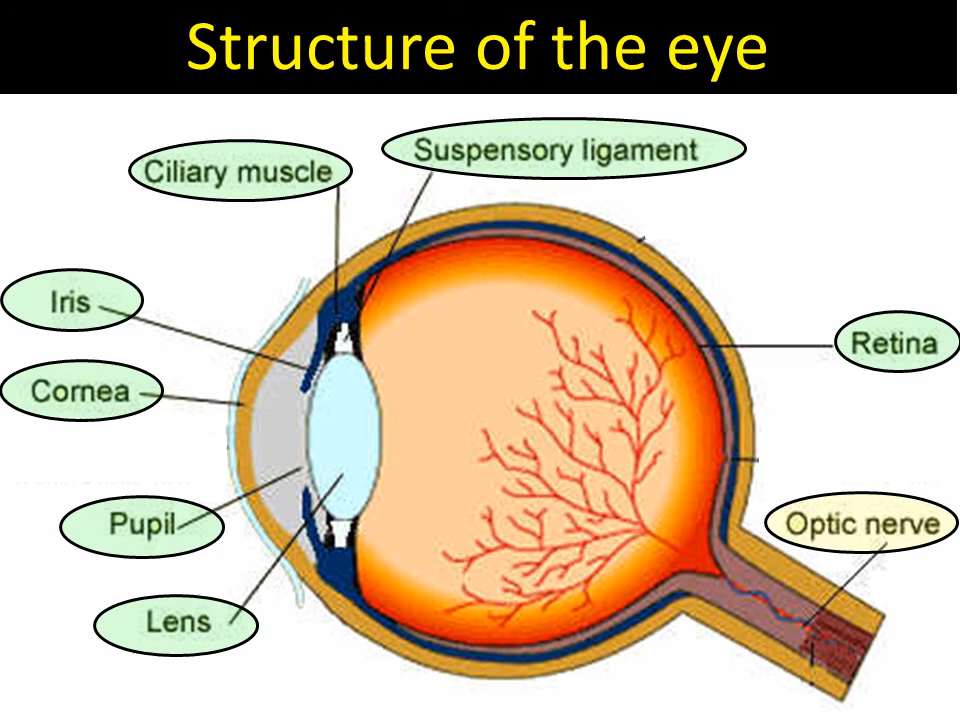 Structure of the eye
Suspensory ligament
Ciliary muscle
Iris
Retina
Cornea
Pupil
Optic nerve
Lens